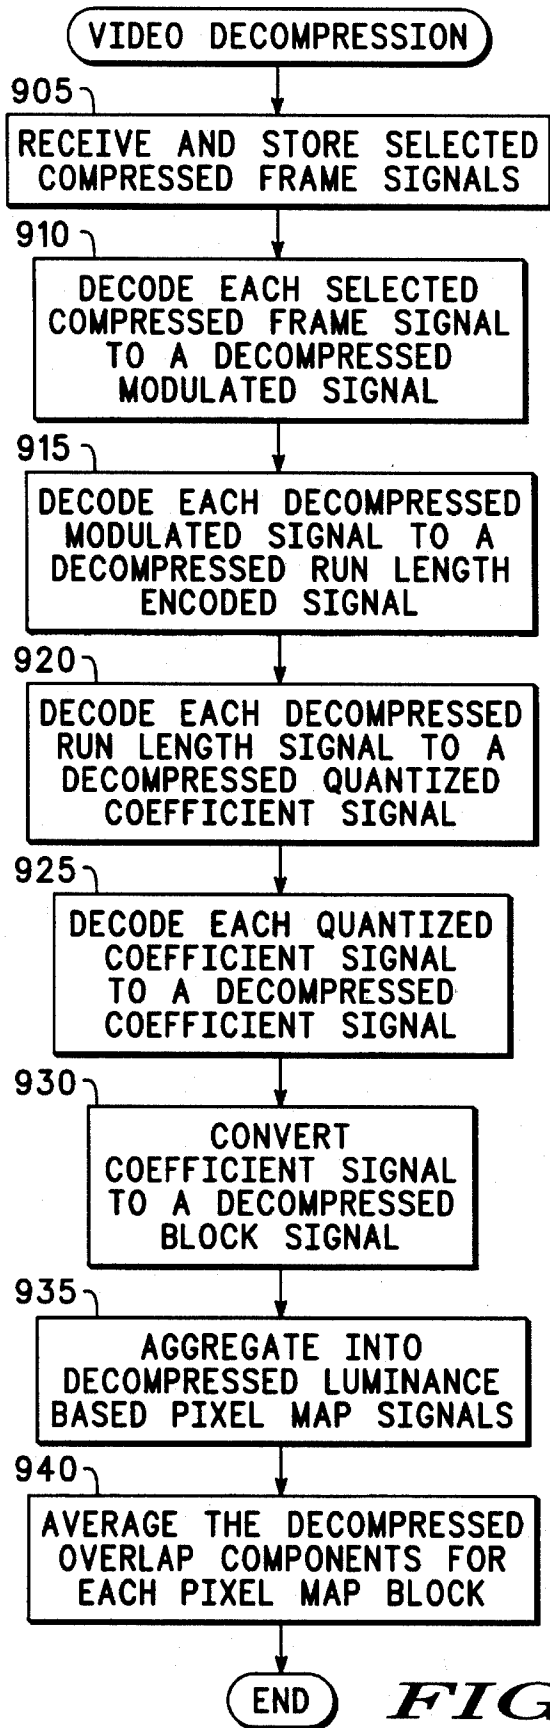 VIDEO DECOMPRESSION
905
RECEIVE AND STORE SELECTED
COMPRESSED FRAME SIGNALS
910
DECODE EACH SELECTED
COMPRESSED FRAME SIGNAL
TO A DECOMPRESSED
MODULATED SIGNAL
915
DECODE EACH DECOMPRESSED
MODULATED SIGNAL TO A
DECOMPRESSED RUN LENGTH
ENCODED SIGNAL
920
DECODE EACH DECOMPRESSED
RUN LENGTH SIGNAL TO A
DECOMPRESSED QUANTIZED
COEFFICIENT SIGNAL
925
DECODE EACH QUANTIZED
COEFFICIENT SIGNAL
TO A DECOMPRESSED
COEFFICIENT SIGNAL
930
CONVERT
COEFFICIENT SIGNAL
TO A DECOMPRESSED
BLOCK SIGNAL
935
AGGREGATE INTO
DECOMPRESSED LUMINANCE
BASED PIXEL MAP SIGNALS
940
AVERAGE THE DECOMPRESSED
OVERLAP COMPONENTS FOR
EACH PIXEL MAP BLOCK
END
FIG